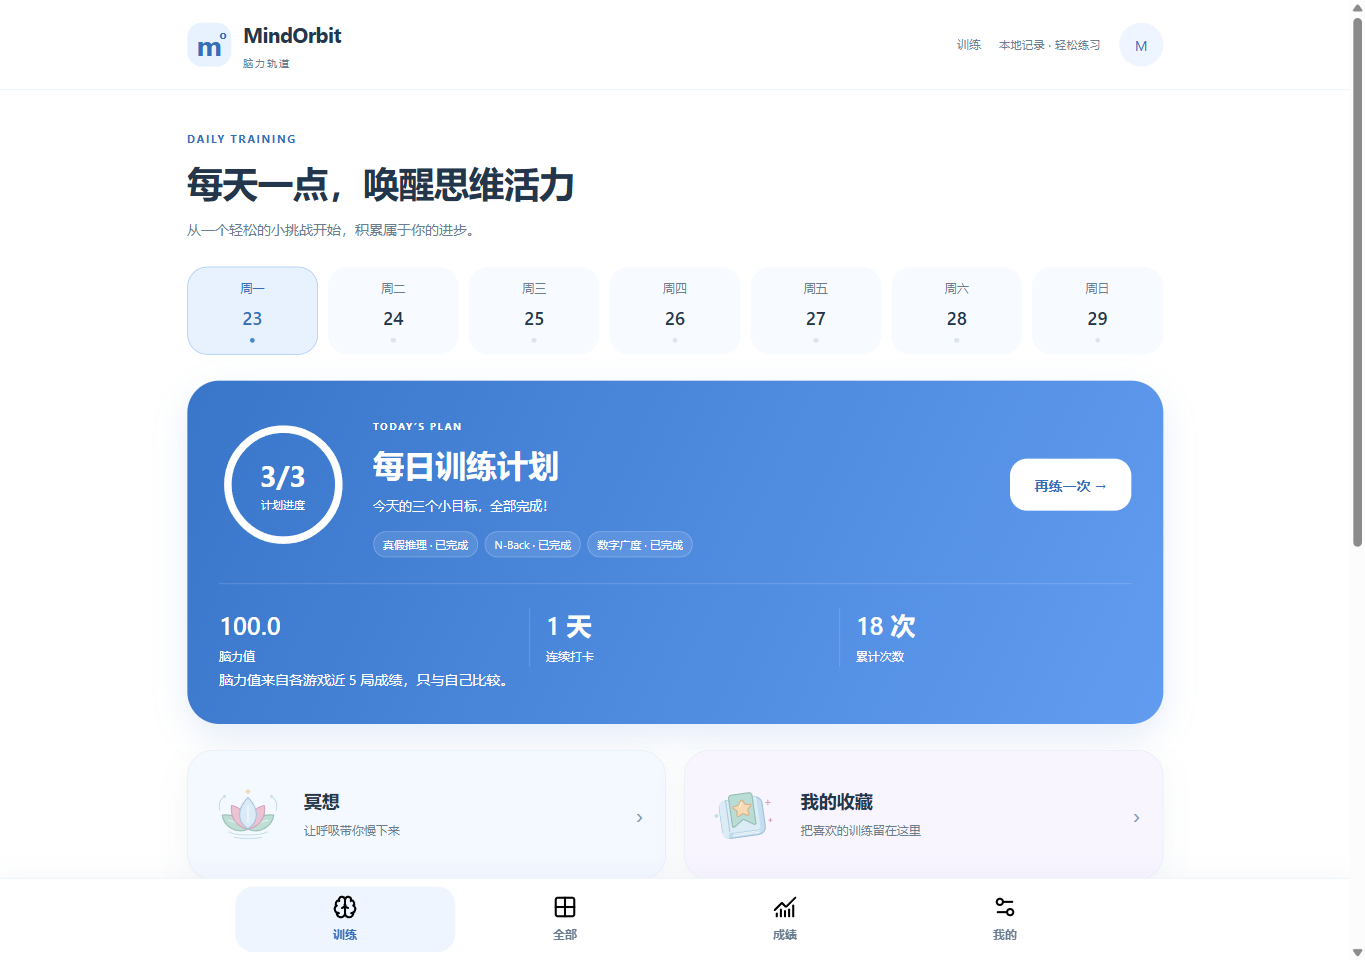 m°
MindOrbit
脑力轨道
训练
本地记录 · 轻松练习
M
DAILY TRAINING
每天一点，唤醒思维活力
从一个轻松的小挑战开始，积累属于你的进步。
周一
23
周二
24
周三
25
周四
26
周五
27
周六
28
周日
29
3/3
计划进度
TODAY'S PLAN
每日训练计划
今天的三个小目标，全部完成！
真假推理 · 已完成
N-Back · 已完成
数字广度 · 已完成
再练一次 →
100.0
脑力值
脑力值来自各游戏近 5 局成绩，只与自己比较。
1 天
连续打卡
18 次
累计次数
冥想
让呼吸带你慢下来
›
我的收藏
把喜欢的训练留在这里
›
训练
全部
成绩
我的